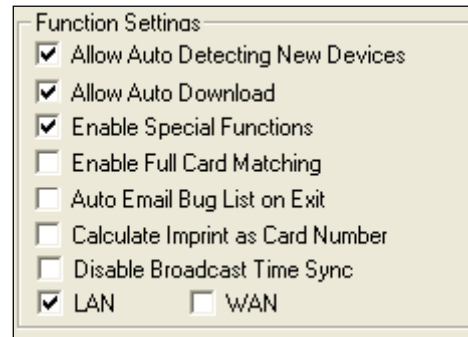 Function Settings
Allow Auto Detecting New Devices
Allow Auto Download
Enable Special Functions
Enable Full Card Matching
Auto Email Bug List on Exit
Calculate Imprint as Card Number
Disable Broadcast Time Sync
LAN WAN